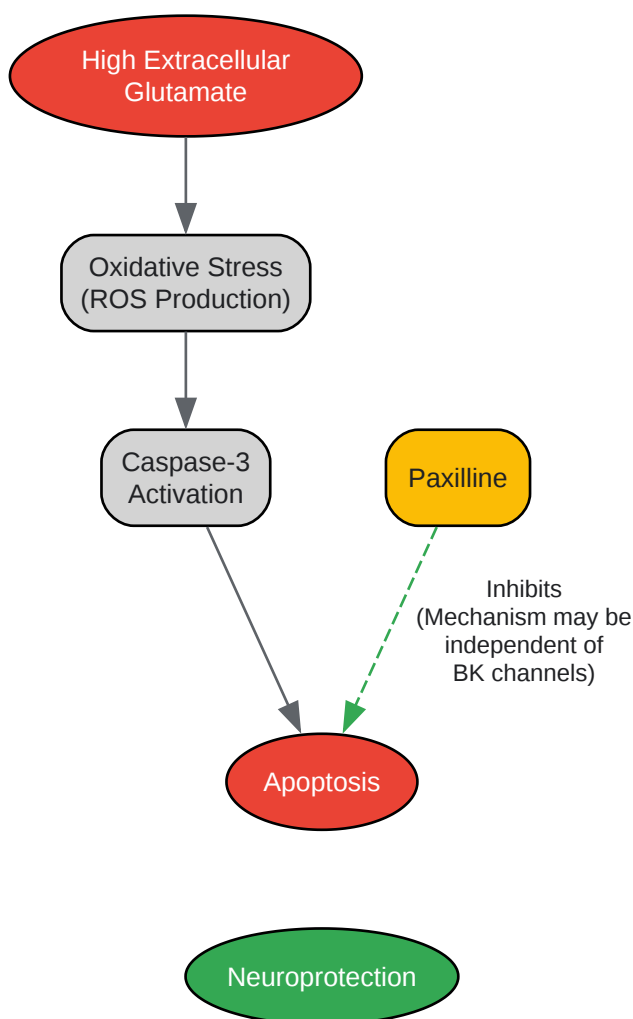 High Extracellular
Glutamate
Oxidative Stress
(ROS Production)
Caspase-3
Activation
Paxilline
Inhibits
(Mechanism may be
independent of
BK channels)
Apoptosis
Neuroprotection